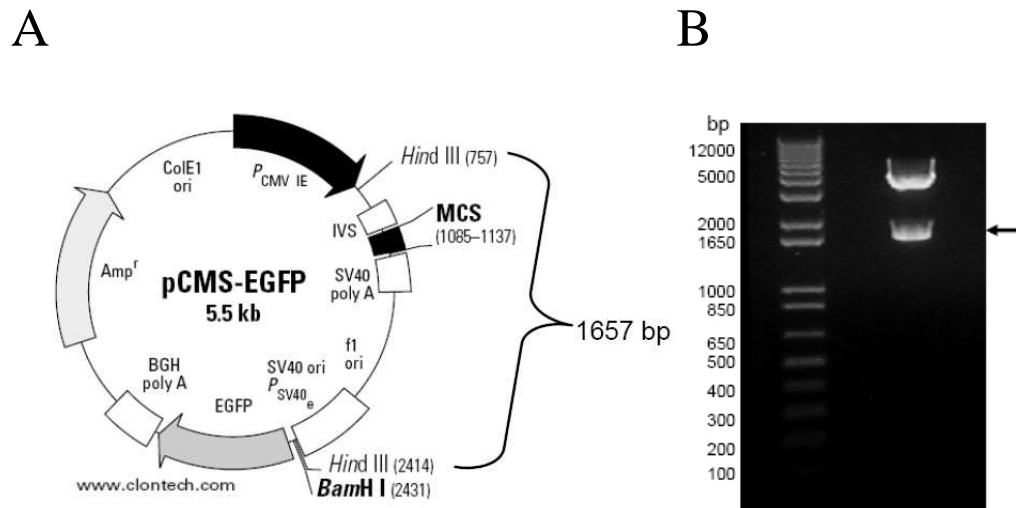 A
B
ColE1
ori
P CMV IE
Hind III (757)
IVS
MCS
(1085–1137)
SV40
poly A
Ampr
pCMS-EGFP
5.5 kb
1657 bp
f1
ori
SV40 ori
PSV40e
BGH
poly A
EGFP
Hind III (2414)
BamH I (2431)
www.clontech.com
bp
12000
5000
2000
1650
1000
850
650
500
400
300
200
100